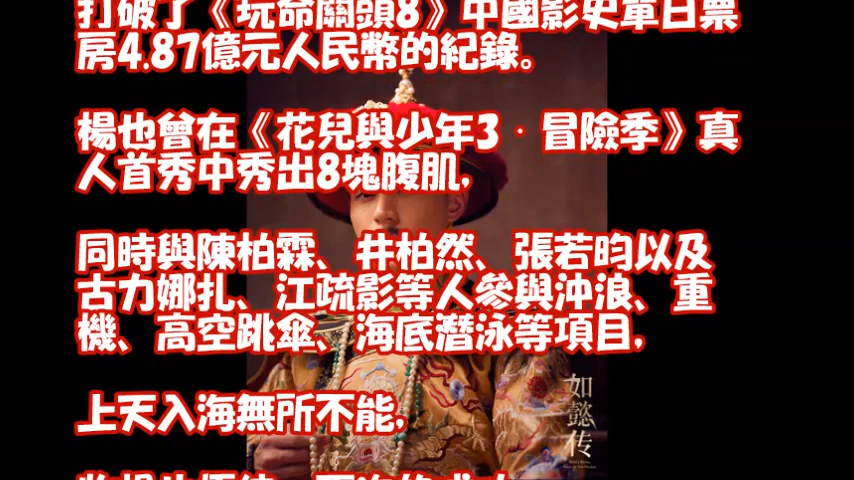 打破了《玩命關頭8》中國影史單日票
房4.87億元人民幣的紀錄。
楊也曾在《花兒與少年3·冒險季》真
人首秀中秀出8塊腹肌,
同時與陳柏霖、井柏然、張若昀以及
古力娜扎、江疏影等人參與沖浪、重
機、高空跳傘、海底潛泳等項目,
上天入海無所不能,
如懿传